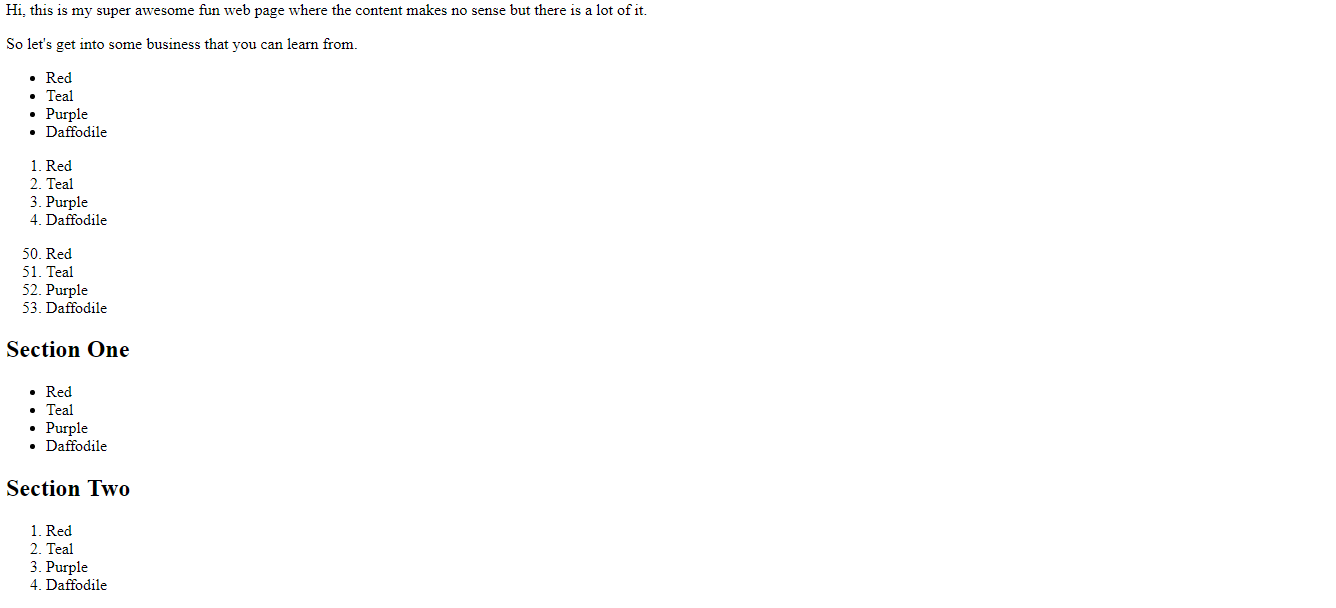 Hi, this is my super awesome fun web page where the content makes no sense but there is a lot of it.
So let's get into some business that you can learn from.
• Red
• Teal
• Purple
• Daffodile
1. Red
2. Teal
3. Purple
4. Daffodile
50. Red
51. Teal
52. Purple
53. Daffodile
Section One
• Red
• Teal
• Purple
• Daffodile
Section Two
1. Red
2. Teal
3. Purple
4. Daffodile